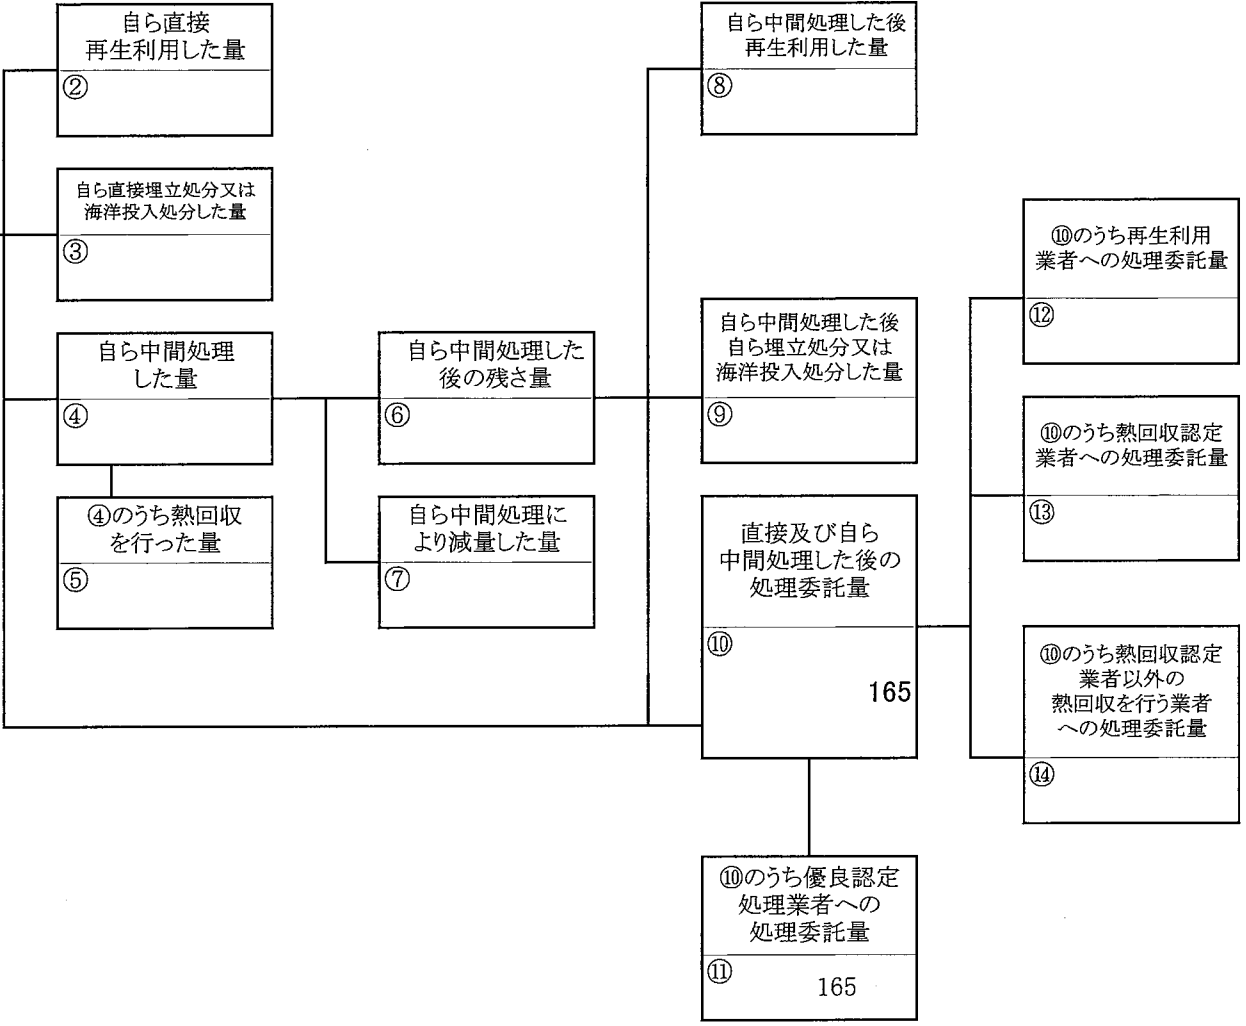 自ら直接
再生利用した量
②
自ら直接埋立処分又は
海洋投入処分した量
③
自ら中間処理
した量
④
④のうち熱回収
を行った量
⑤
自ら中間処理した
後の残さ量
⑥
自ら中間処理に
より減量した量
⑦
自ら中間処理した後
再生利用した量
⑧
自ら中間処理した後
自ら埋立処分又は
海洋投入処分した量
⑨
直接及び自ら
中間処理した後の
処理委託量
⑩
165
⑩のうち優良認定
処理業者への
処理委託量
⑪
165
⑩のうち再生利用
業者への処理委託量
⑫
⑩のうち熱回収認定
業者への処理委託量
⑬
⑩のうち熱回収認定
業者以外の
熱回収を行う業者
への処理委託量
⑭